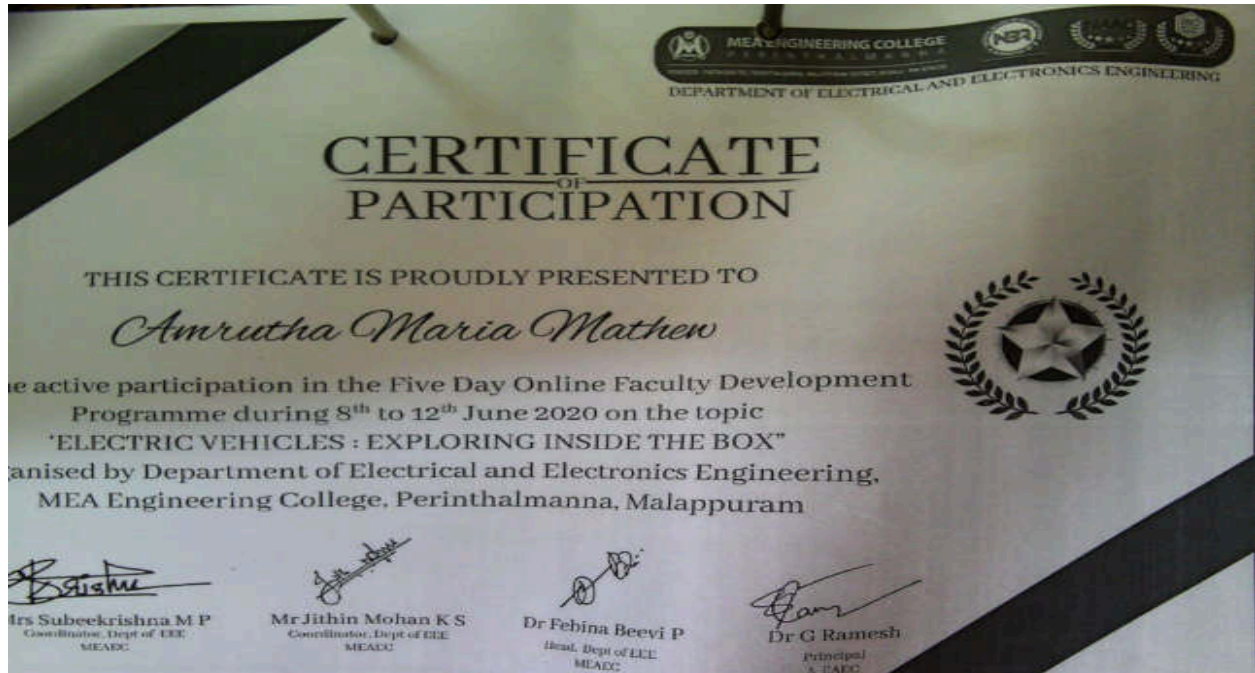 MEA ENGINEERING COLLEGE
PERINTHALMANNA
NBA
NAAC
DEPARTMENT OF ELECTRICAL AND ELECTRONICS ENGINEERING
CERTIFICATE
OF
PARTICIPATION
THIS CERTIFICATE IS PROUDLY PRESENTED TO
Amrutha Maria Mathew
e active participation in the Five Day Online Faculty Development
Programme during 8th to 12th June 2020 on the topic
'ELECTRIC VEHICLES : EXPLORING INSIDE THE BOX"
anised by Department of Electrical and Electronics Engineering,
MEA Engineering College, Perinthalmanna, Malappuram
Mrs Subeekrishna M P
Coordinator, Dept of EEE
MEAEC
Mr Jithin Mohan K S
Coordinator, Dept of EEE
MEAEC
Dr Febina Beevi P
Head, Dept of EEE
MEAEC
Dr G Ramesh
Principal